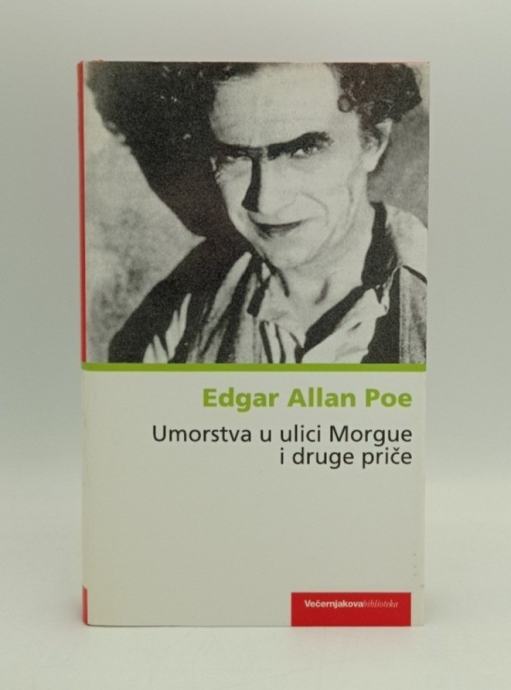 Edgar Allan Poe
Umorstva u ulici Morgue
i druge priče
Večernjakovabiblioteka